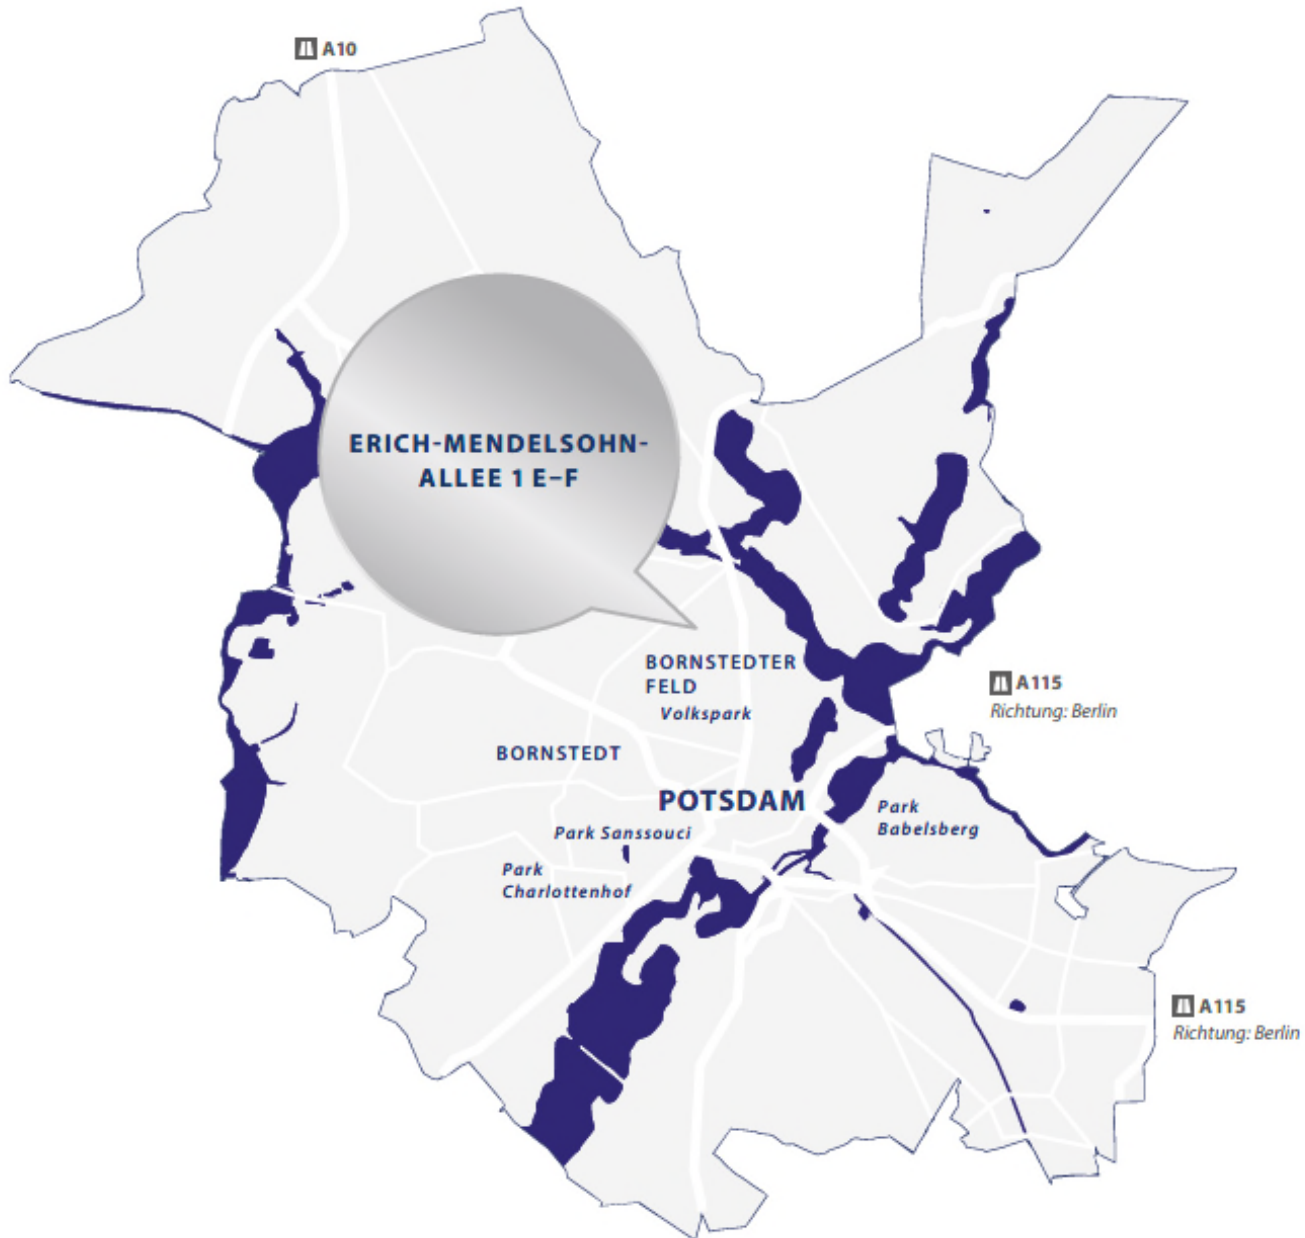 A10
ERICH-MENDELSOHN-
ALLEE 1 E–F
BORNSTEDTER
FELD
Volkspark
A115
Richtung: Berlin
BORNSTEDT
POTSDAM
Park
Babelsberg
Park Sanssouci
Park
Charlottenhof
A115
Richtung: Berlin